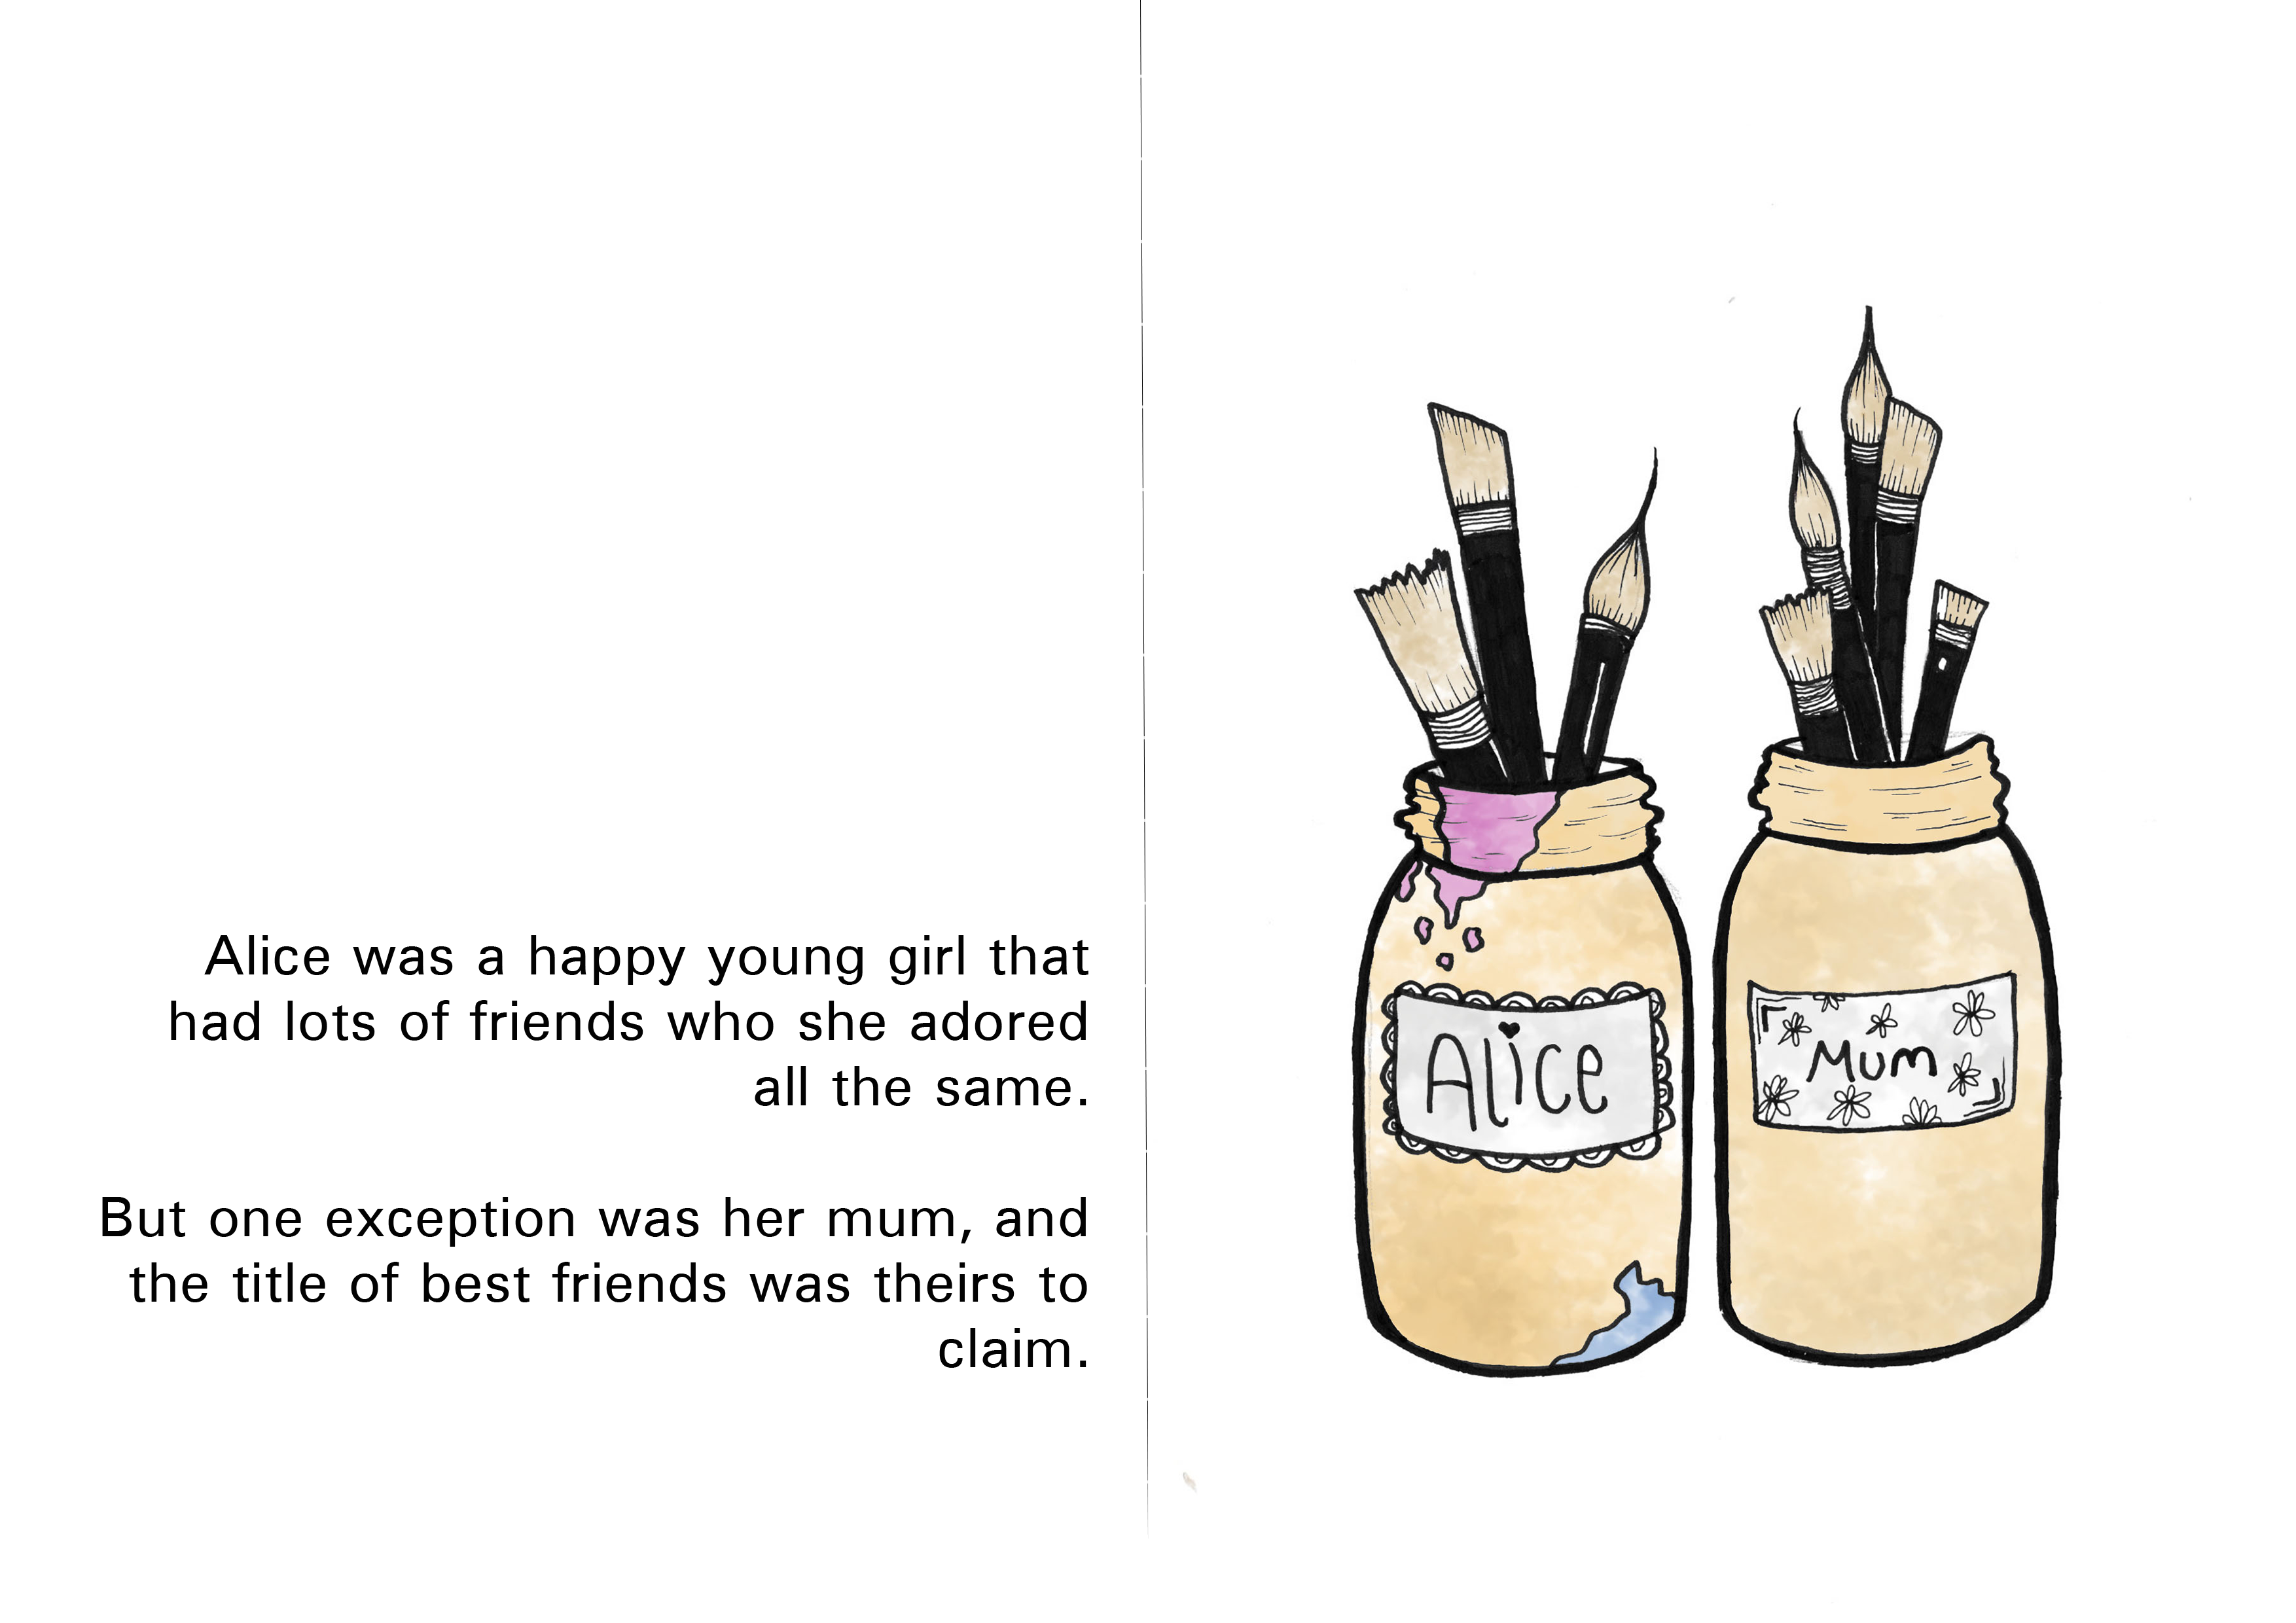 Alice was a happy young girl that
had lots of friends who she adored
all the same.
But one exception was her mum, and
the title of best friends was theirs to
claim.
Alice
Mum